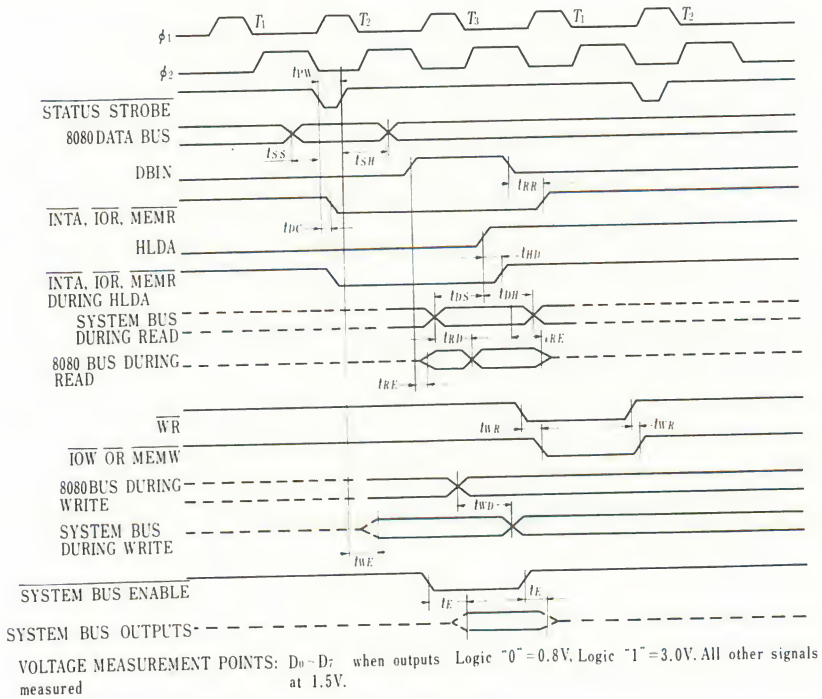 T₁ T₂ T₃ T₁ T₂
ϕ₁
ϕ₂
tPW
STATUS STROBE
8080 DATA BUS
tSS tSH
DBIN
tRR
INTA, IOR, MEMR
tDC
HLDA
tHD
INTA, IOR, MEMR
DURING HLDA
tDS tDH
SYSTEM BUS
DURING READ
tRD tRE
8080 BUS DURING
READ
tRE
WR
tWR tWR
IOW OR MEMW
8080 BUS DURING
WRITE
tWD
SYSTEM BUS
DURING WRITE
tWE
SYSTEM BUS ENABLE
tE tE
SYSTEM BUS OUTPUTS
VOLTAGE MEASUREMENT POINTS: D₀~D₇ when outputs Logic "0"=0.8V, Logic "1"=3.0V. All other signals
measured at 1.5V.